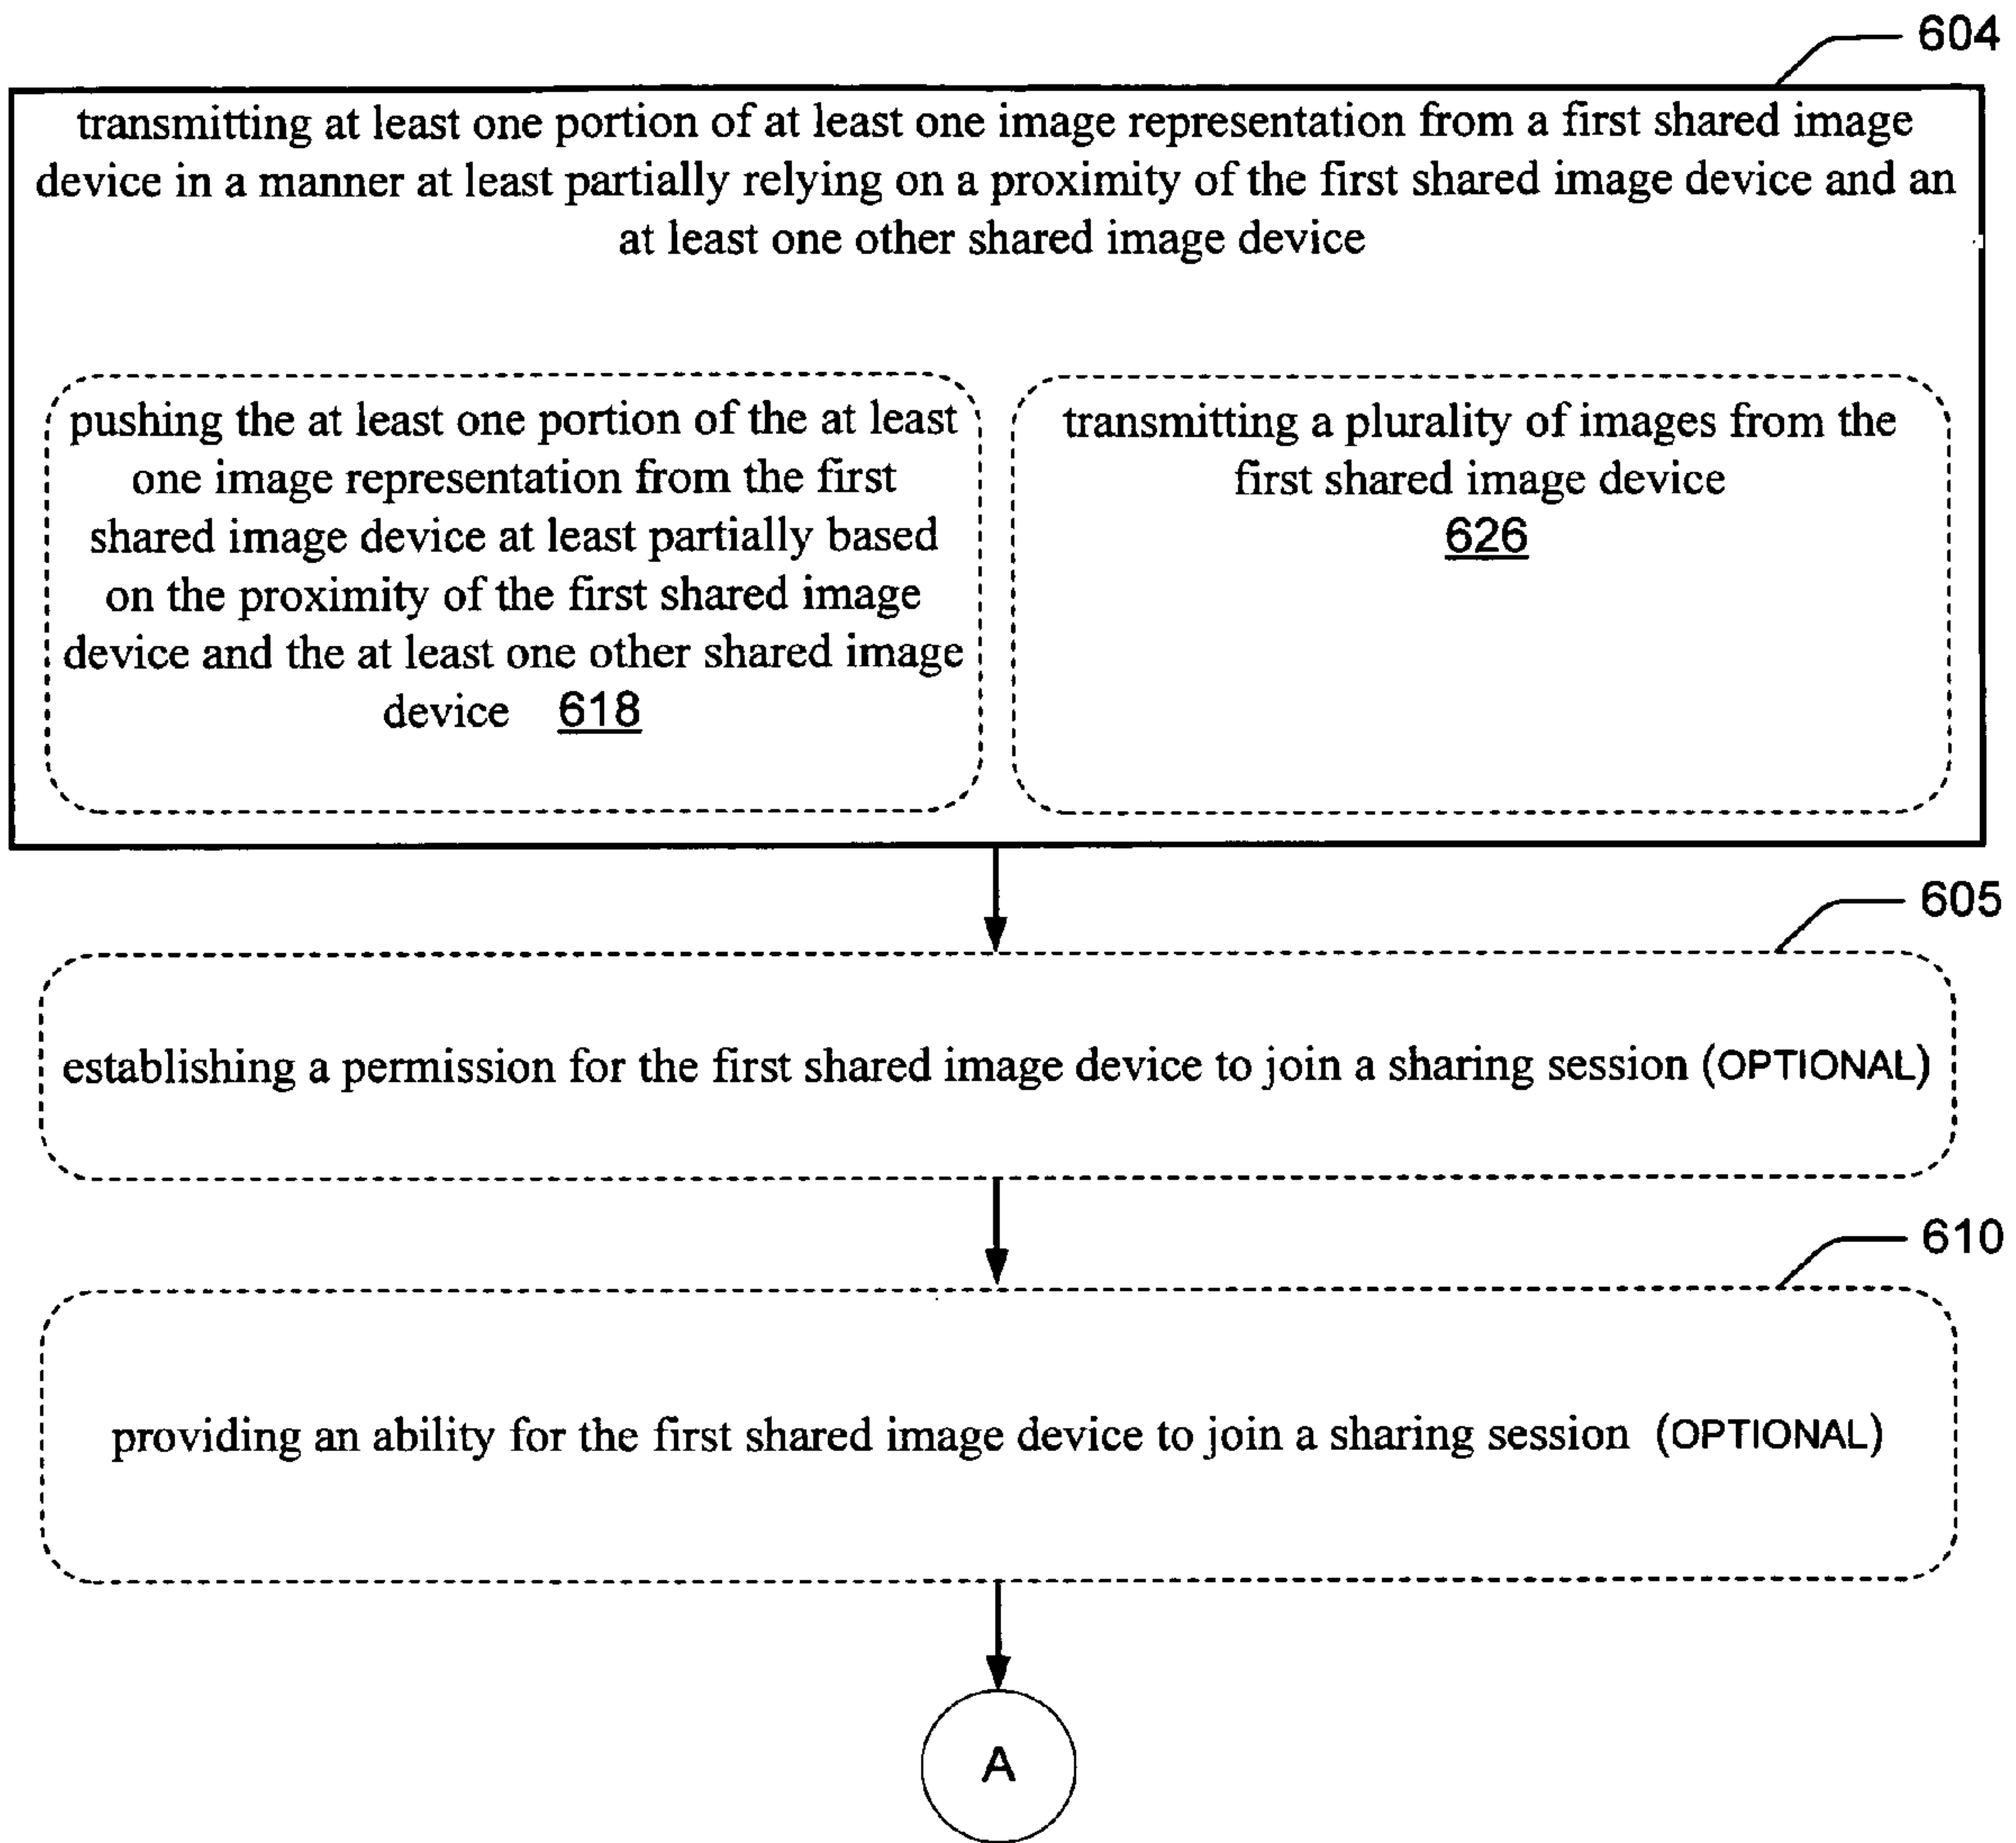 604
transmitting at least one portion of at least one image representation from a first shared image
device in a manner at least partially relying on a proximity of the first shared image device and an
at least one other shared image device
pushing the at least one portion of the at least
one image representation from the first
shared image device at least partially based
on the proximity of the first shared image
device and the at least one other shared image
device 618
transmitting a plurality of images from the
first shared image device
626
605
establishing a permission for the first shared image device to join a sharing session (OPTIONAL)
610
providing an ability for the first shared image device to join a sharing session (OPTIONAL)
A